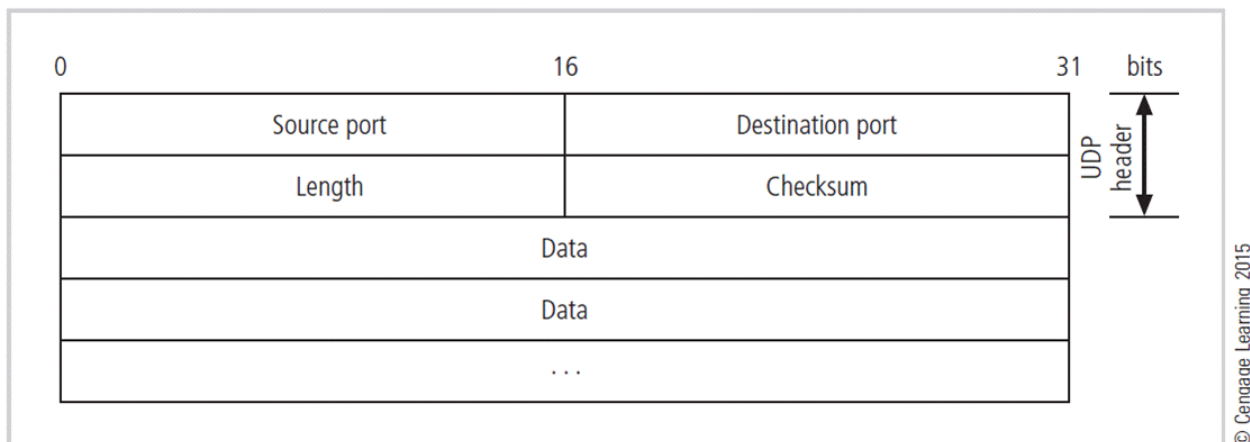 0 16 31 bits
Source port Destination port
UDP header
Length Checksum
Data
Data
. . .
© Cengage Learning 2015